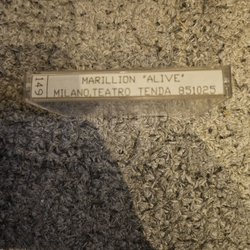 149
MARILLION "ALIVE"
MILANO,TEATRO TENDA 851025